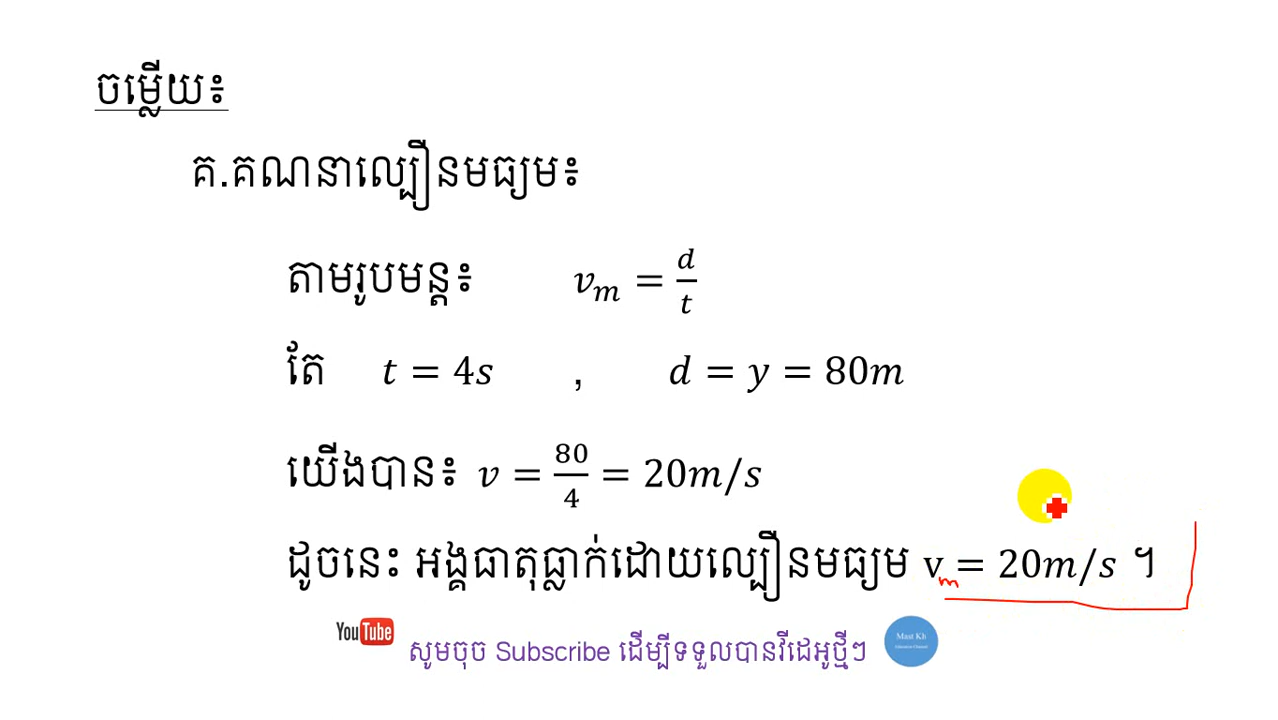 ចម្លើយ៖
គ.គណនាល្បឿនមធ្យម៖
តាមរូបមន្ត៖ v_m = d/t
តែ t = 4s , d = y = 80m
យើងបាន៖ v = 80/4 = 20m/s
ដូចនេះ អង្គធាតុធ្លាក់ដោយល្បឿនមធ្យម v_m = 20m/s ។
YouTube សូមចុច Subscribe ដើម្បីទទួលបានវីដេអូថ្មីៗ Maat Kh